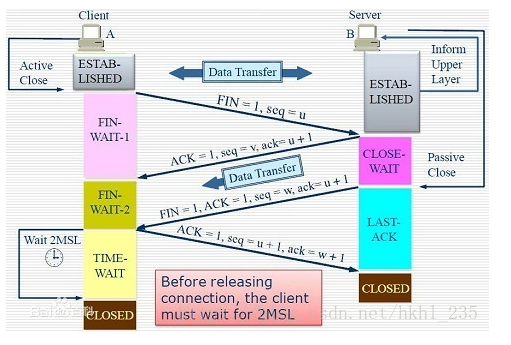 Client
Server
A
B
Inform
Upper
Layer
Active
Close
ESTAB-
LISHED
Data Transfer
ESTAB-
LISHED
FIN = 1, seq = u
FIN-
WAIT-1
ACK = 1, seq = v, ack= u + 1
CLOSE-
WAIT
Passive
Close
Data Transfer
FIN-
WAIT-2
FIN = 1, ACK = 1, seq = w, ack= u + 1
LAST-
ACK
ACK = 1, seq = u + 1, ack = w + 1
Wait 2MSL
TIME-
WAIT
CLOSED
Before releasing
connection, the client
must wait for 2MSL
CLOSED
sdn.net/hkh1_235